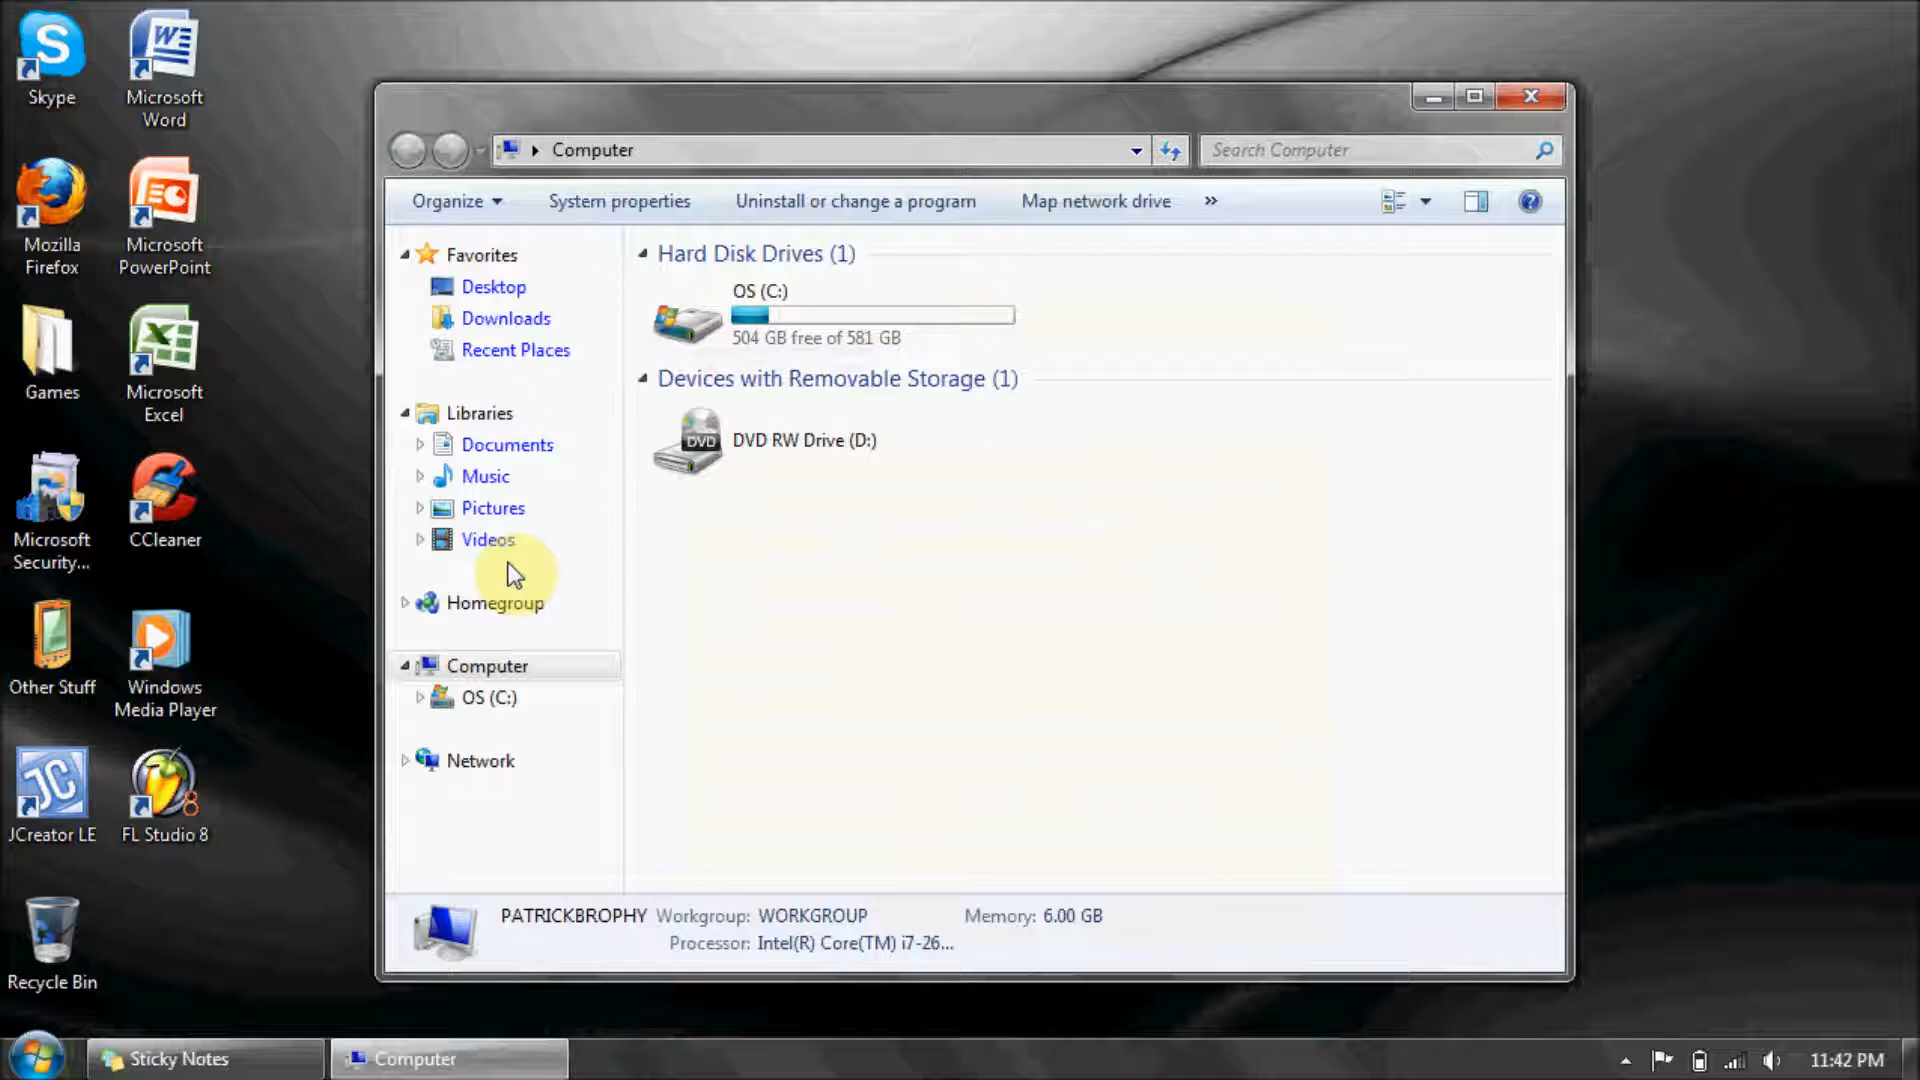 Skype
Microsoft
Word
Mozilla
Firefox
Microsoft
PowerPoint
Games
Microsoft
Excel
Microsoft
Security...
CCleaner
Other Stuff
Windows
Media Player
JCreator LE
FL Studio 8
Recycle Bin
Computer
Search Computer
Organize
System properties
Uninstall or change a program
Map network drive
»
Favorites
Desktop
Downloads
Recent Places
Libraries
Documents
Music
Pictures
Videos
Homegroup
Computer
OS (C:)
Network
Hard Disk Drives (1)
OS (C:)
504 GB free of 581 GB
Devices with Removable Storage (1)
DVD
DVD RW Drive (D:)
PATRICKBROPHY Workgroup: WORKGROUP Memory: 6.00 GB
Processor: Intel(R) Core(TM) i7-26...
Sticky Notes
Computer
11:42 PM